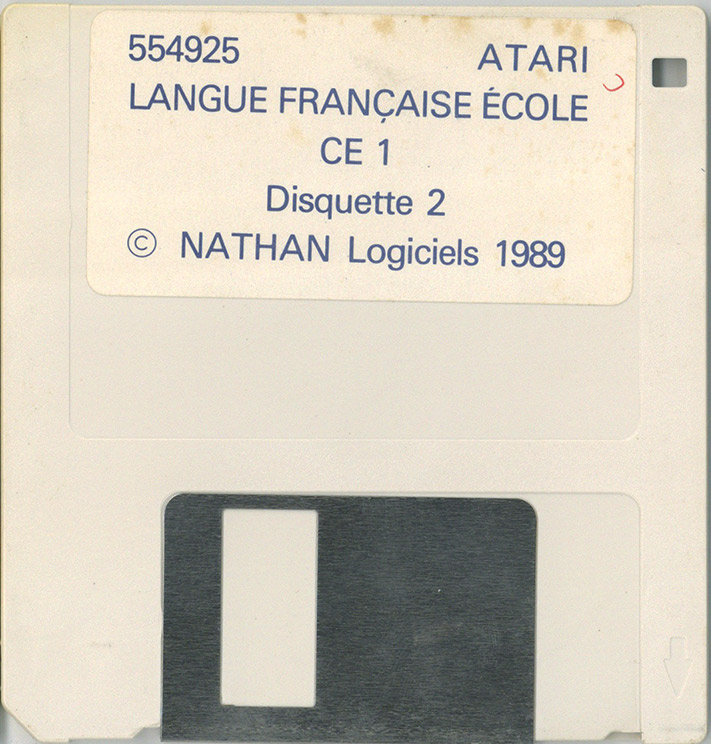 554925 ATARI
LANGUE FRANÇAISE ÉCOLE
CE 1
Disquette 2
© NATHAN Logiciels 1989